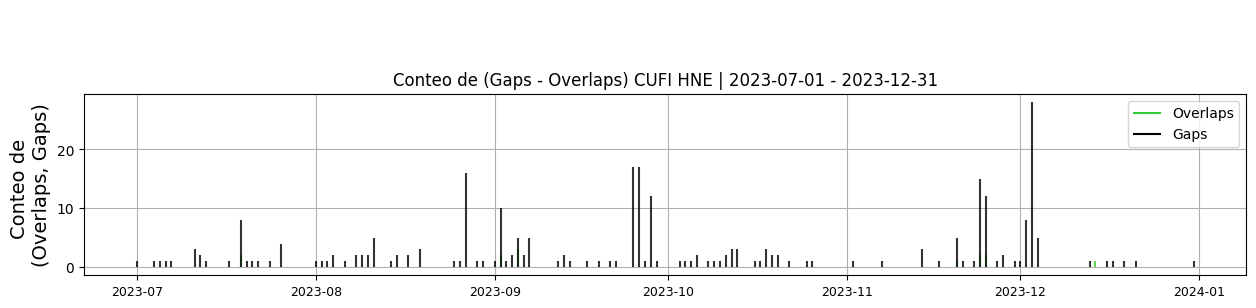 Conteo de (Gaps - Overlaps) CUFI HNE | 2023-07-01 - 2023-12-31
Conteo de
(Overlaps, Gaps)
20
10
0
Overlaps
Gaps
2023-07
2023-08
2023-09
2023-10
2023-11
2023-12
2024-01